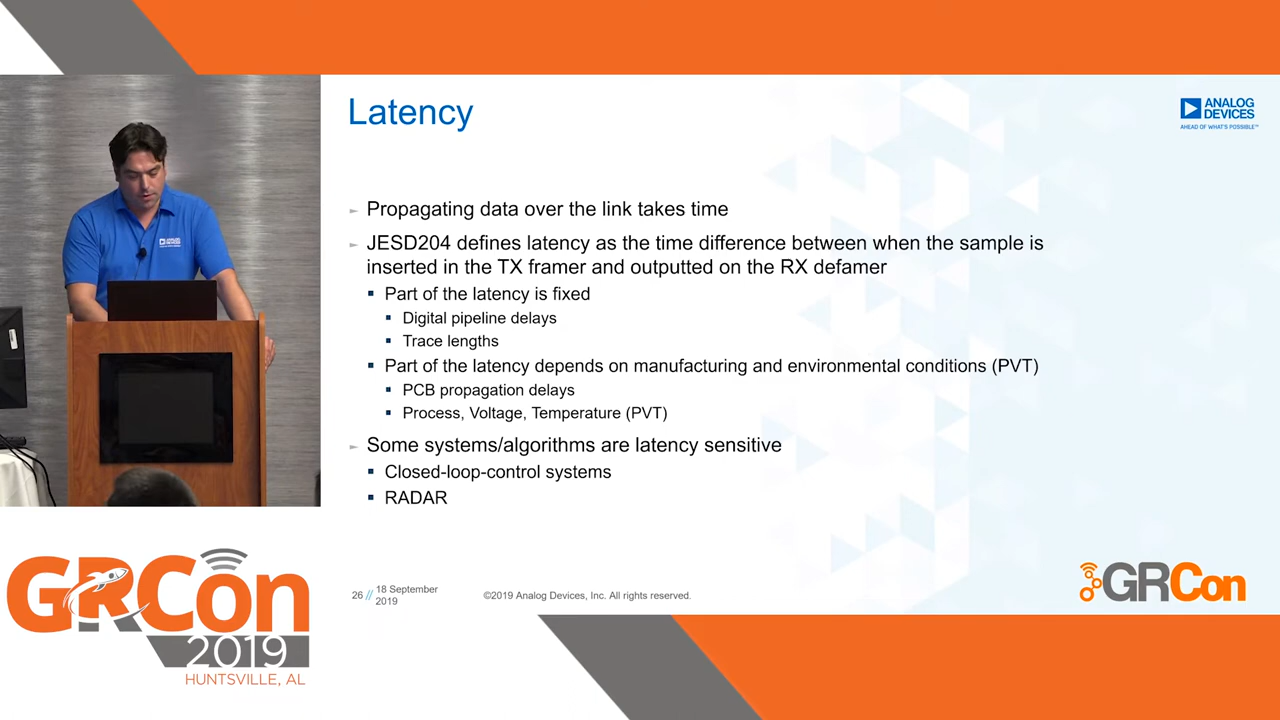 Latency
ANALOG
DEVICES
AHEAD OF WHAT'S POSSIBLE™
Propagating data over the link takes time
JESD204 defines latency as the time difference between when the sample is
inserted in the TX framer and outputted on the RX defamer
Part of the latency is fixed
Digital pipeline delays
Trace lengths
Part of the latency depends on manufacturing and environmental conditions (PVT)
PCB propagation delays
Process, Voltage, Temperature (PVT)
Some systems/algorithms are latency sensitive
Closed-loop-control systems
RADAR
26 // 18 September
2019
©2019 Analog Devices, Inc. All rights reserved.
GRCon
GRCon
2019
HUNTSVILLE, AL
ANALOG
DEVICES